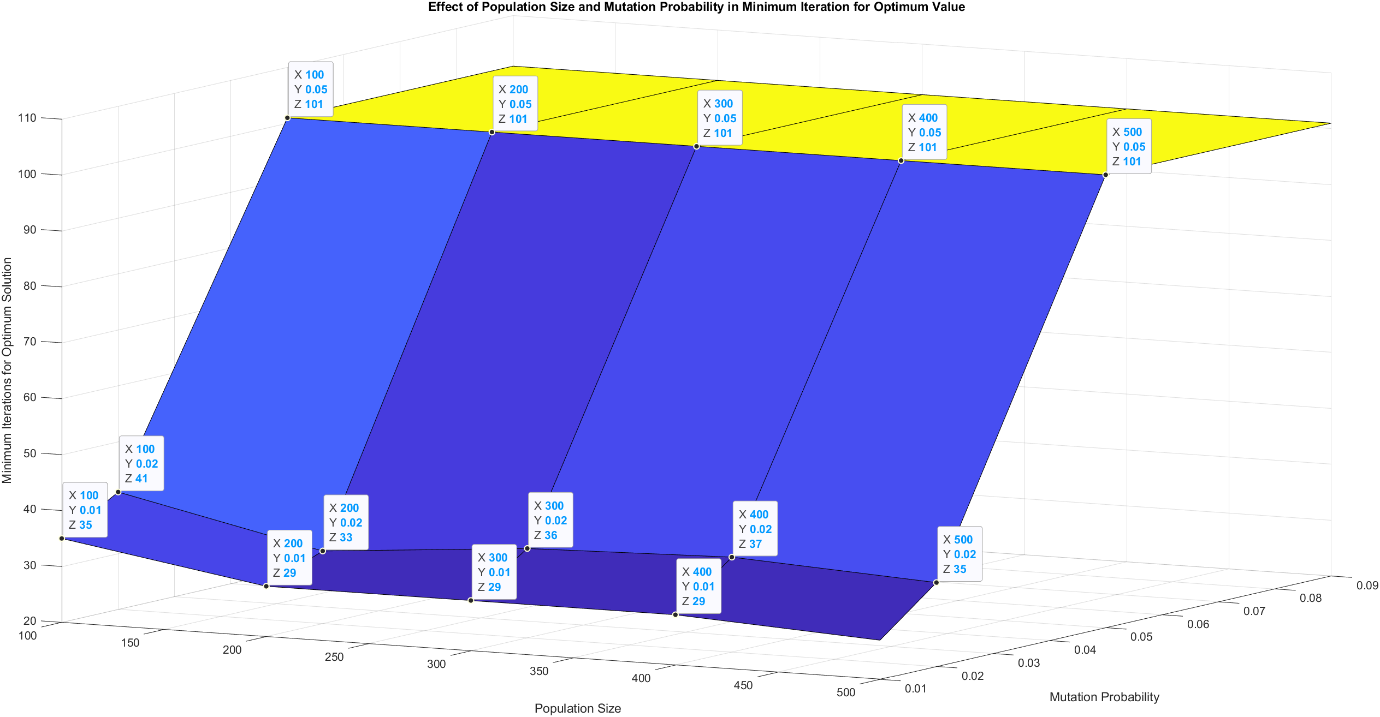 Effect of Population Size and Mutation Probability in Minimum Iteration for Optimum Value
X 100
Y 0.05
Z 101
X 200
Y 0.05
Z 101
X 300
Y 0.05
Z 101
X 400
Y 0.05
Z 101
X 500
Y 0.05
Z 101
110
100
90
80
70
60
50
40
30
20
Minimum Iterations for Optimum Solution
X 100
Y 0.02
Z 41
X 100
Y 0.01
Z 35
X 200
Y 0.02
Z 33
X 200
Y 0.01
Z 29
X 300
Y 0.02
Z 36
X 300
Y 0.01
Z 29
X 400
Y 0.02
Z 37
X 400
Y 0.01
Z 29
X 500
Y 0.02
Z 35
100
150
200
250
300
350
400
450
500
Population Size
0.01
0.02
0.03
0.04
0.05
0.06
0.07
0.08
0.09
Mutation Probability